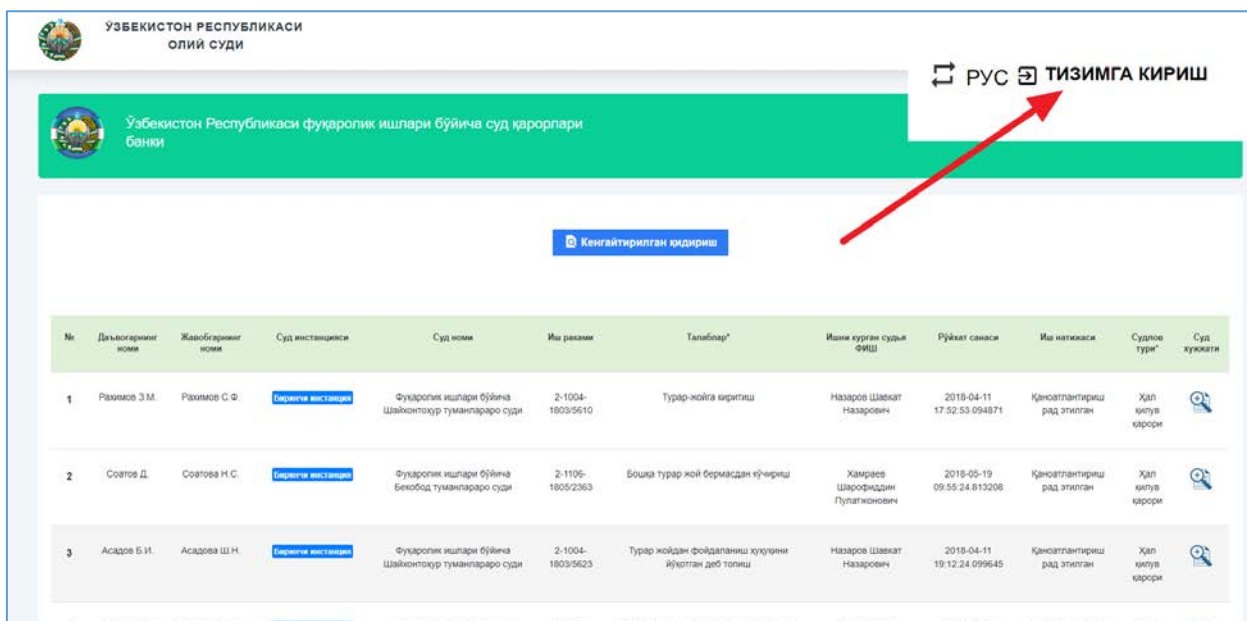 ЎЗБЕКИСТОН РЕСПУБЛИКАСИ
ОЛИЙ СУДИ
РУС ТИЗИМГА КИРИШ
Ўзбекистон Республикаси фуқаролик ишлари бўйича суд қарорлари
банки
Кенгайтирилган қидириш
№ Даъвогарнинг номи Жавобгарнинг номи Суд инстанцияси Суд номи Иш рақами Талаблар* Ишни кўрган судья ФИШ Рўйхат санаси Иш натижаси Судлов тури* Суд ҳужжати
1 Рахимов З.М. Рахимов С.Ф. Биринчи инстанция Фуқаролик ишлари бўйича Шайхонтоҳур туманлараро суди 2-1004-1803/5610 Турар-жойга киритиш Назаров Шавкат Назарович 2018-04-11 17:52:53.094871 Қаноатлантириш рад этилган Ҳал қилув қарори
2 Соатов Д. Соатова Н.С. Биринчи инстанция Фуқаролик ишлари бўйича Бекобод туманлараро суди 2-1106-1805/2363 Бошқа турар жой бермасдан кўчириш Хамраев Шарофиддин Пулатжонович 2018-05-19 09:55:24.813208 Қаноатлантириш рад этилган Ҳал қилув қарори
3 Асадов Б.И. Асадова Ш.Н. Биринчи инстанция Фуқаролик ишлари бўйича Шайхонтоҳур туманлараро суди 2-1004-1803/5623 Турар жойдан фойдаланиш ҳуқуқини йўқотган деб топиш Назаров Шавкат Назарович 2018-04-11 19:12:24.099645 Қаноатлантириш рад этилган Ҳал қилув қарори